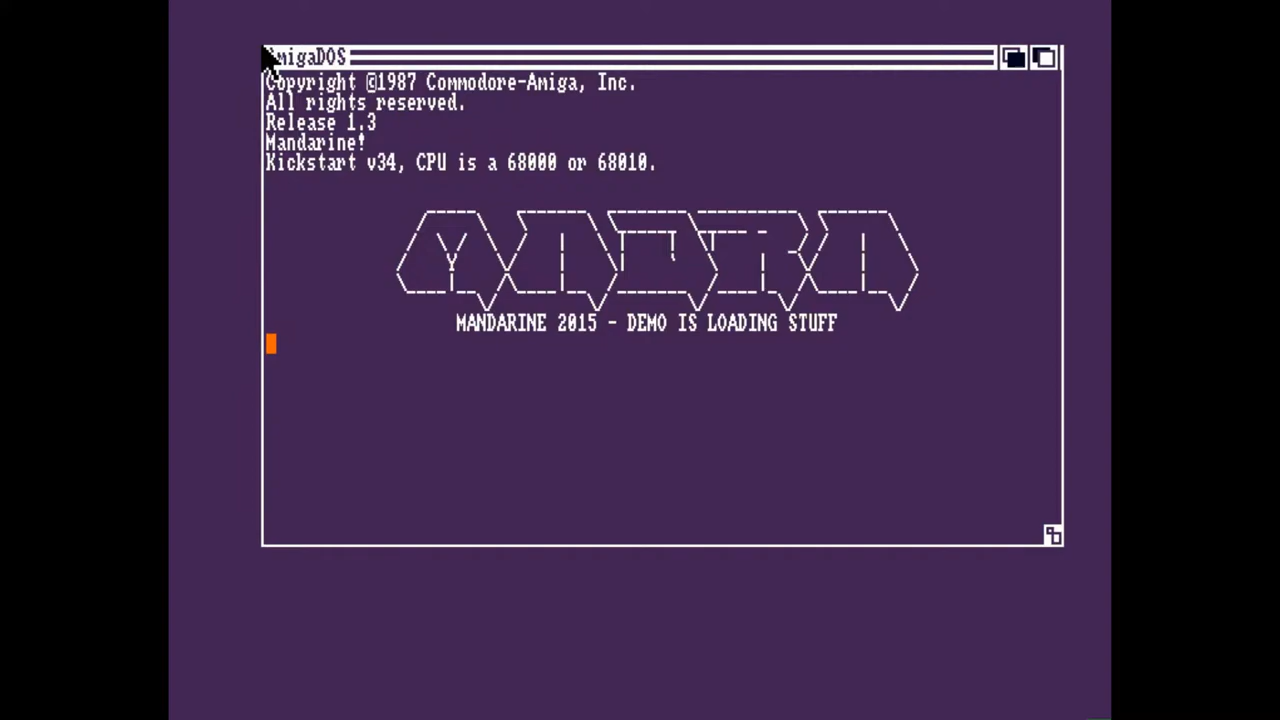 AmigaDOS
Copyright ©1987 Commodore-Amiga, Inc.
All rights reserved.
Release 1.3
Mandarine!
Kickstart v34, CPU is a 68000 or 68010.
MANDARINE 2015 - DEMO IS LOADING STUFF